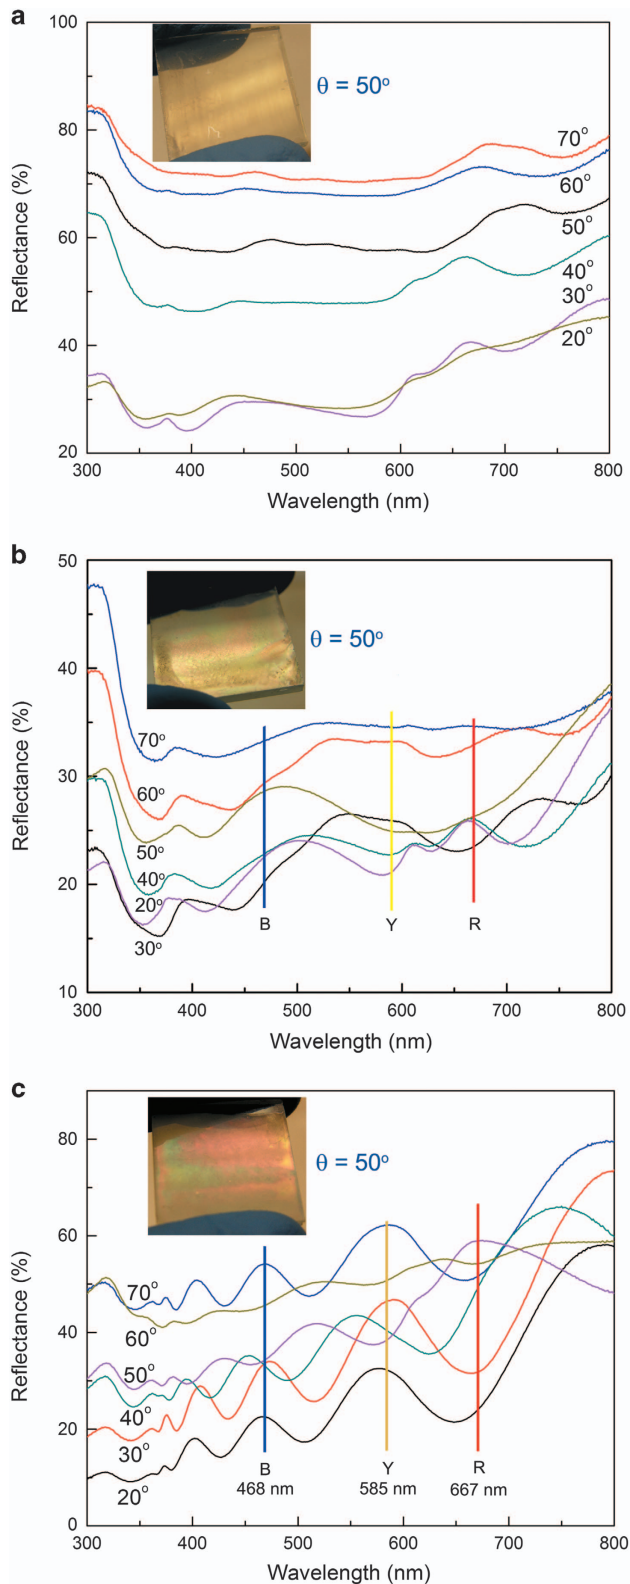 a
100
80
60
40
20
Reflectance (%)
θ = 50°
70°
60°
50°
40°
30°
20°
300 400 500 600 700 800
Wavelength (nm)
b
50
40
30
20
10
Reflectance (%)
θ = 50°
70°
60°
50°
40°
20°
30°
B Y R
300 400 500 600 700 800
Wavelength (nm)
c
80
60
40
20
0
Reflectance (%)
θ = 50°
70°
60°
50°
40°
30°
20°
B Y R
468 nm 585 nm 667 nm
300 400 500 600 700 800
Wavelength (nm)